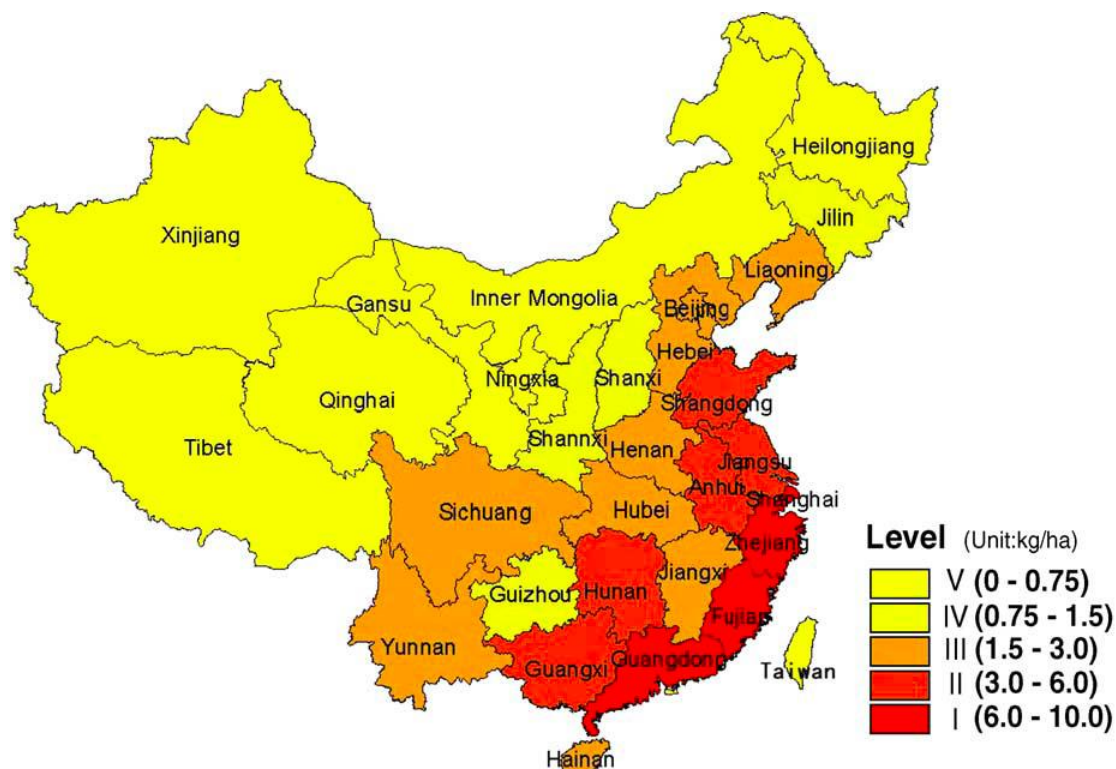 Heilongjiang
Jilin
Xinjiang
Liaoning
Gansu
Inner Mongolia
Beijing
Hebei
Ningxia
Shanxi
Qinghai
Shangdong
Tibet
Shannxi
Henan
Jiangsu
Anhui
Shanghai
Sichuang
Hubei
Zhejiang
Jiangxi
Guizhou
Hunan
Fujian
Yunnan
Guangxi
Guangdong
Taiwan
Hainan
Level (Unit:kg/ha)
V (0 - 0.75)
IV (0.75 - 1.5)
III (1.5 - 3.0)
II (3.0 - 6.0)
I (6.0 - 10.0)